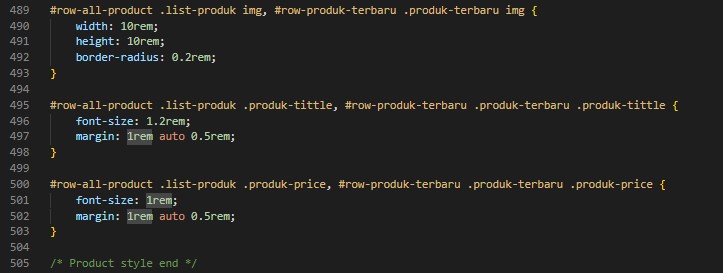 489 #row-all-product .list-produk img, #row-produk-terbaru .produk-terbaru img {
490 width: 10rem;
491 height: 10rem;
492 border-radius: 0.2rem;
493 }
494
495 #row-all-product .list-produk .produk-tittle, #row-produk-terbaru .produk-terbaru .produk-tittle {
496 font-size: 1.2rem;
497 margin: 1rem auto 0.5rem;
498 }
499
500 #row-all-product .list-produk .produk-price, #row-produk-terbaru .produk-terbaru .produk-price {
501 font-size: 1rem;
502 margin: 1rem auto 0.5rem;
503 }
504
505 /* Product style end */